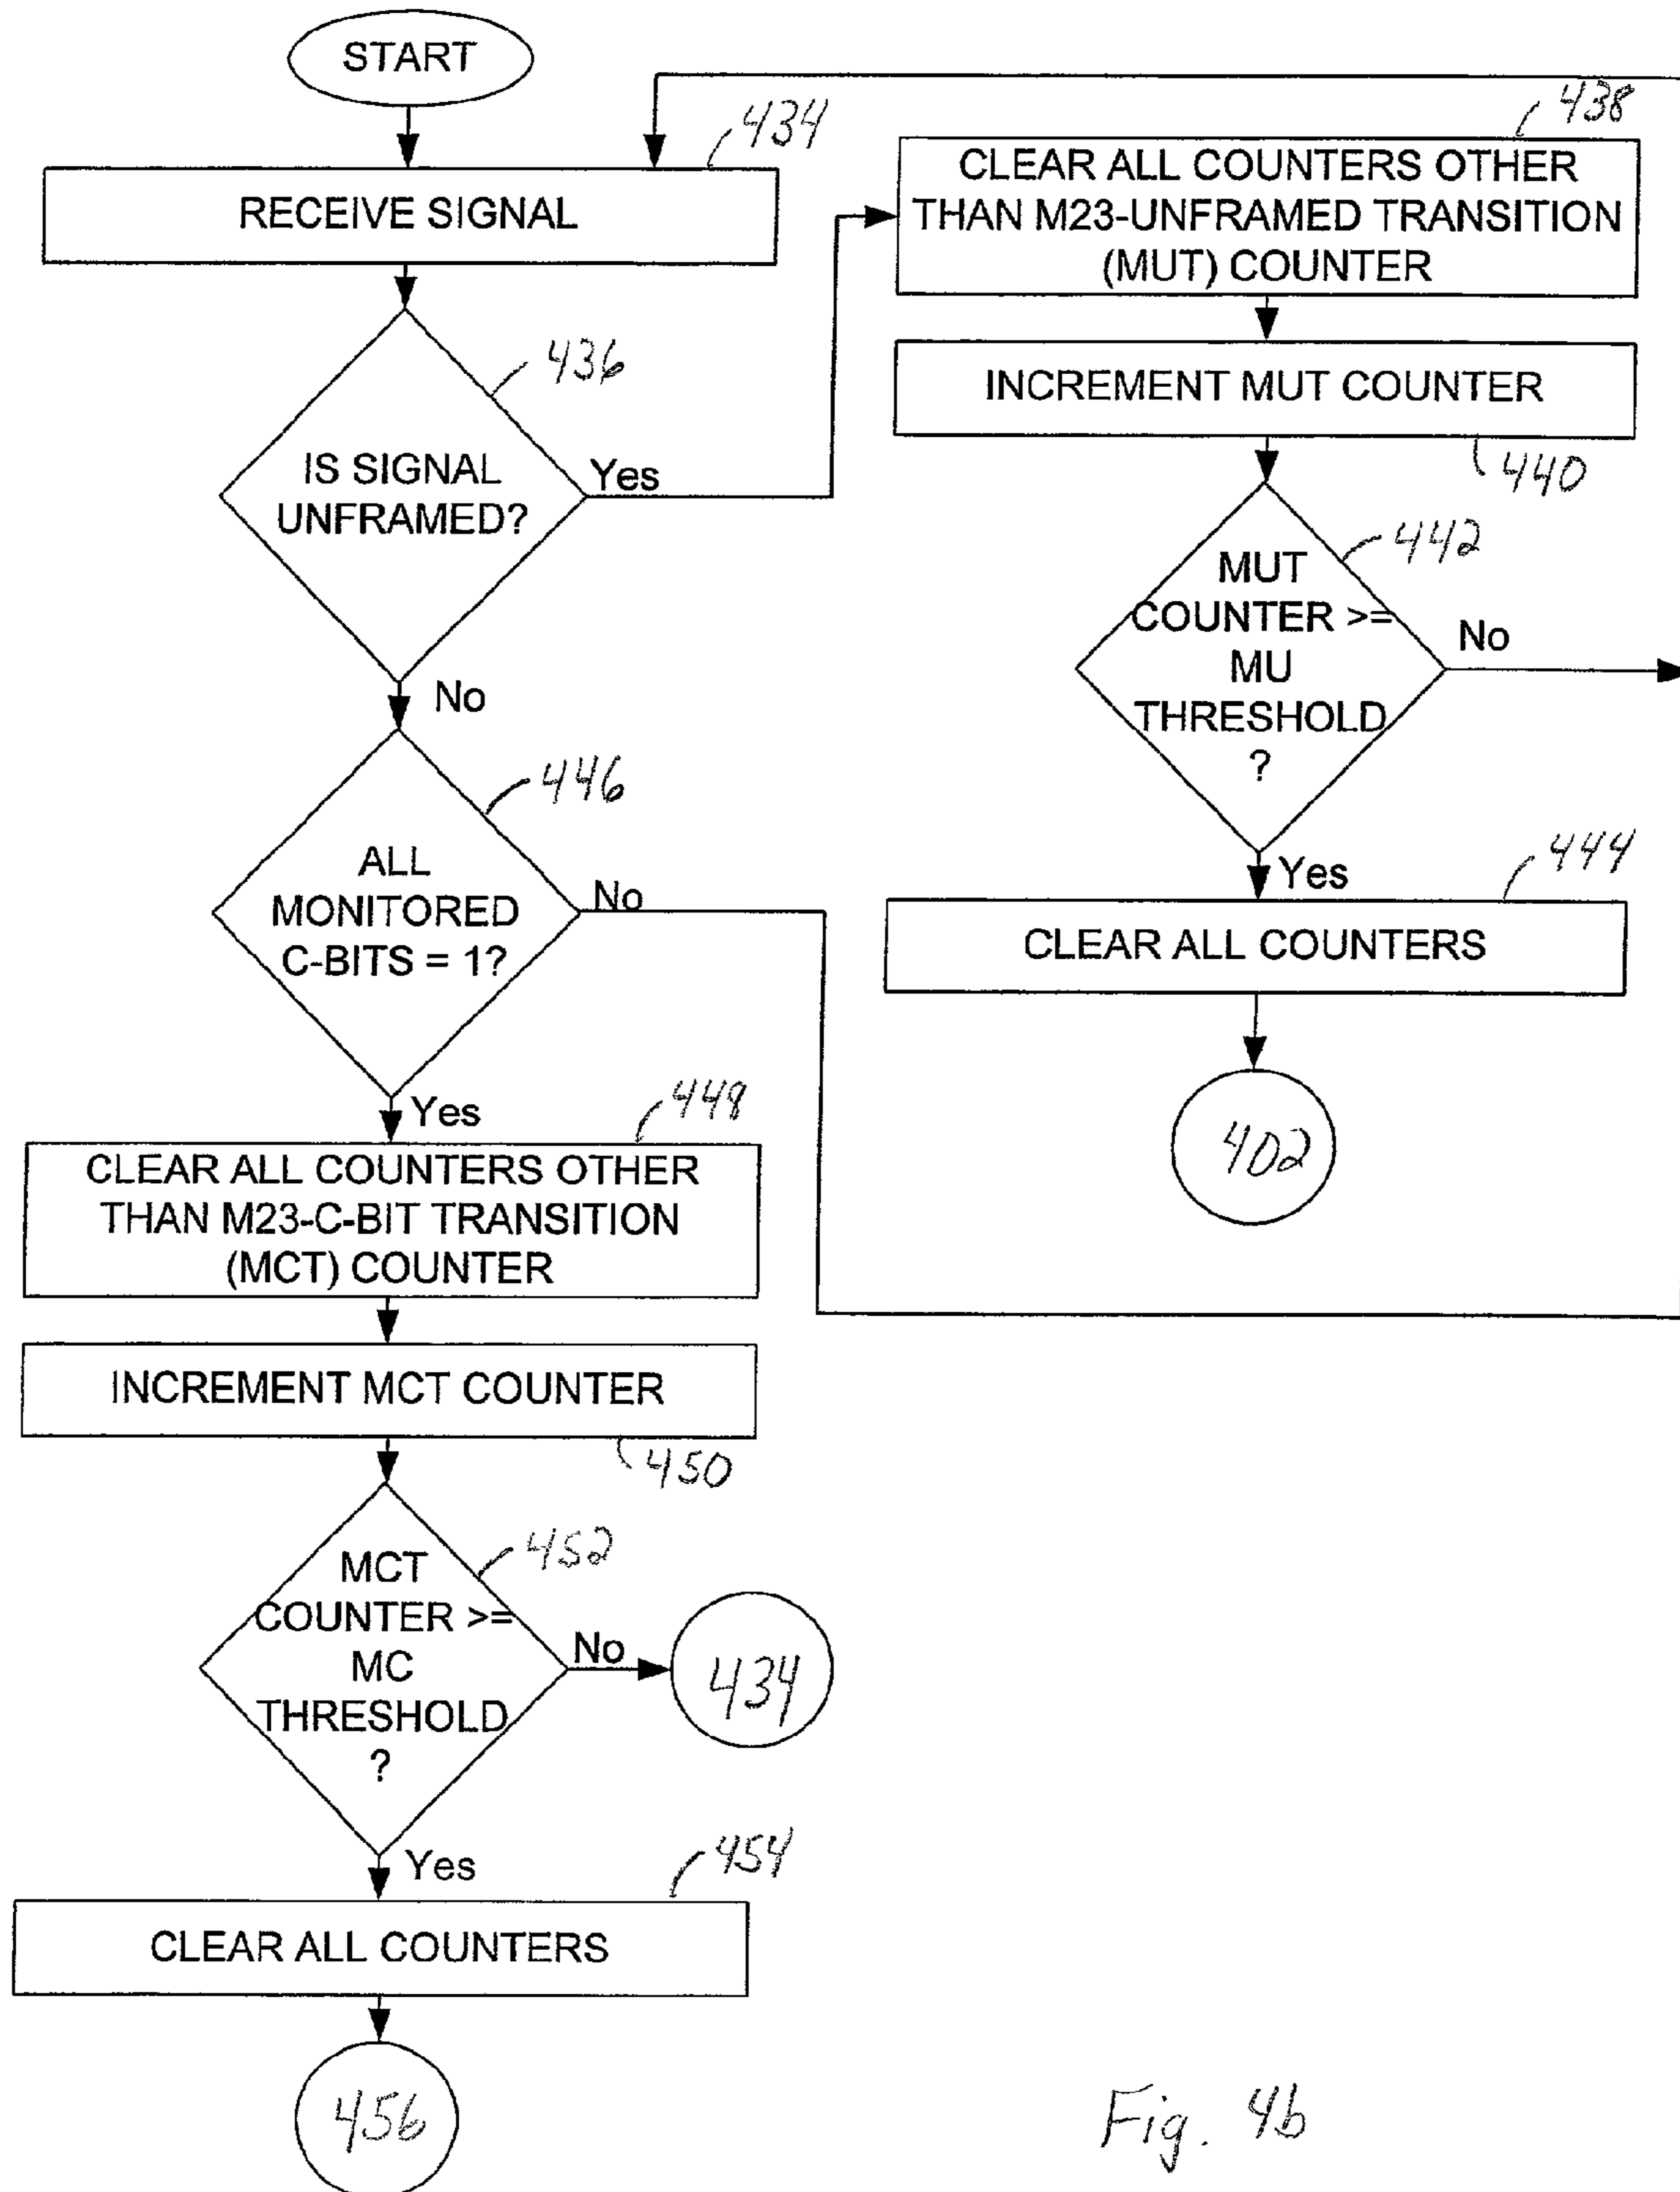 START
434
RECEIVE SIGNAL
436
IS SIGNAL
UNFRAMED?
Yes
No
438
CLEAR ALL COUNTERS OTHER
THAN M23-UNFRAMED TRANSITION
(MUT) COUNTER
INCREMENT MUT COUNTER
440
442
MUT
COUNTER >=
MU
THRESHOLD
?
No
Yes
444
CLEAR ALL COUNTERS
402
446
ALL
MONITORED
C-BITS = 1?
No
Yes
448
CLEAR ALL COUNTERS OTHER
THAN M23-C-BIT TRANSITION
(MCT) COUNTER
INCREMENT MCT COUNTER
450
452
MCT
COUNTER >=
MC
THRESHOLD
?
No
434
Yes
454
CLEAR ALL COUNTERS
456
Fig. 4b